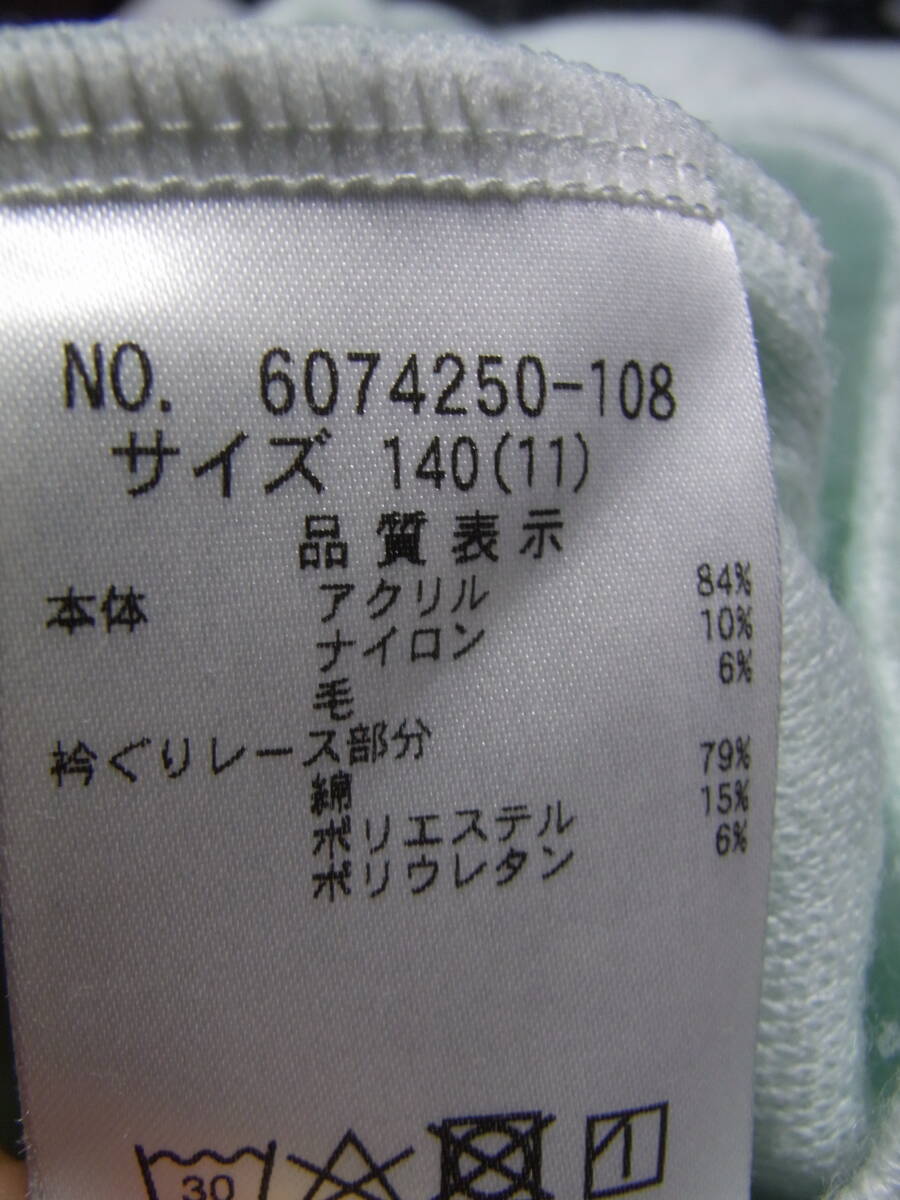 NO. 6074250-108
サイズ 140(11)
品質表示
本体 アクリル 84%
ナイロン 10%
毛 6%
衿ぐりレース部分
綿 79%
ポリエステル 15%
ポリウレタン 6%
30